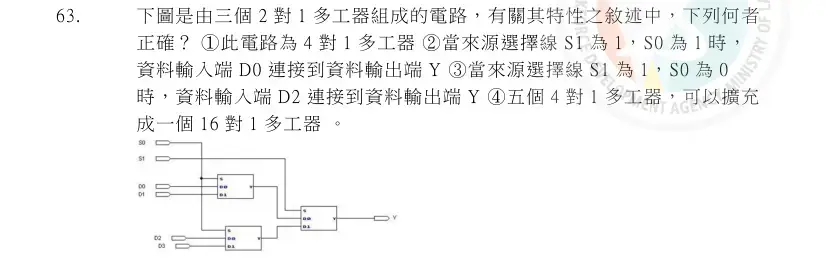 63. 下圖是由三個 2 對 1 多工器組成的電路，有關其特性之敘述中，下列何者
正確？ ①此電路為 4 對 1 多工器 ②當來源選擇線 S1 為 1，S0 為 1 時，
資料輸入端 D0 連接到資料輸出端 Y ③當來源選擇線 S1 為 1，S0 為 0
時，資料輸入端 D2 連接到資料輸出端 Y ④五個 4 對 1 多工器，可以擴充
成一個 16 對 1 多工器 。
S0
S1
D0
D1
S
D0 Y
D1
S
D0 Y
D1
Y
D2
D3
S
D0 Y
D1